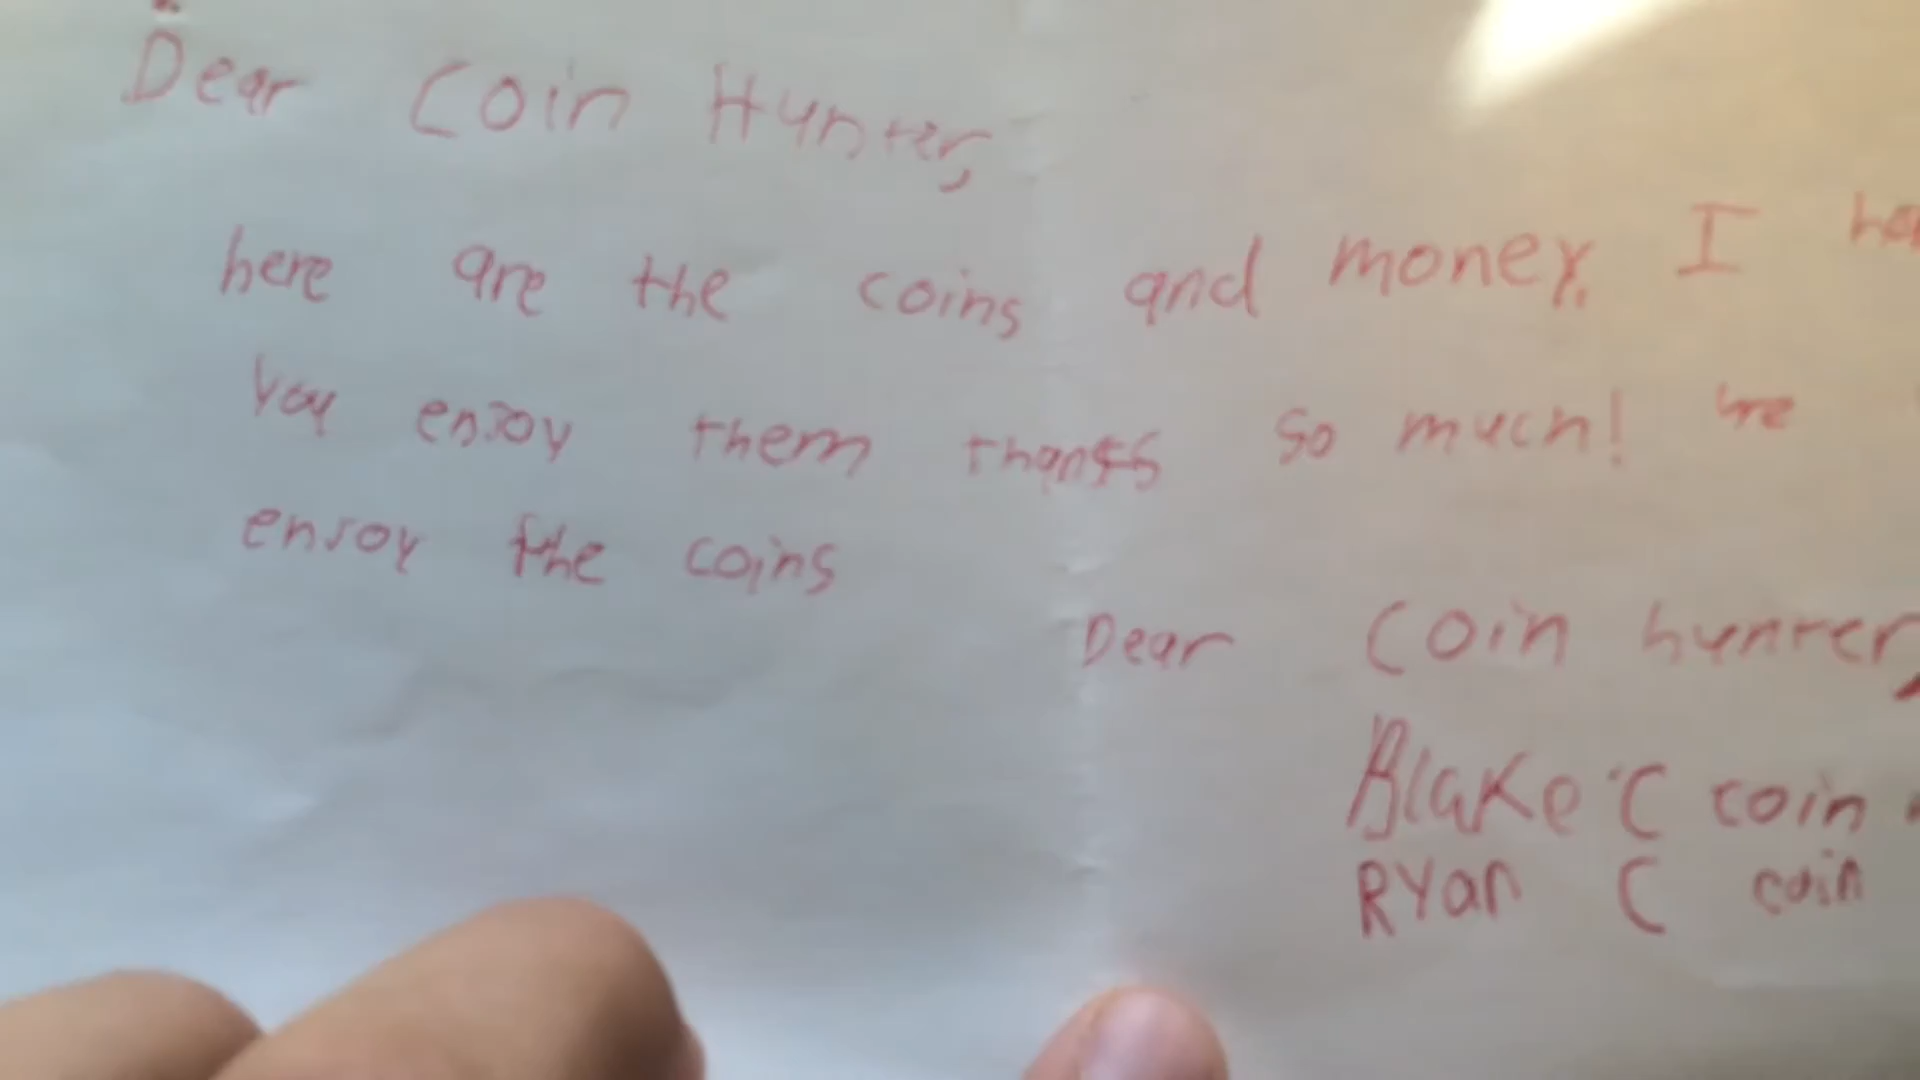 Dear Coin Hunter,
here are the coins and money. I
you enjoy them thanks so much! we
enjoy the coins
Dear Coin hunter,
Blake C coin
RYan C coin